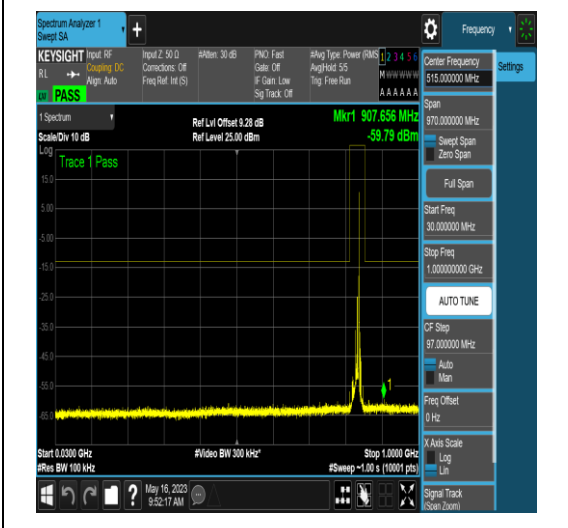 Spectrum Analyzer 1
Swept SA
Frequency
KEYSIGHT
Input: RF
Coupling: DC
Align: Auto
Input Z: 50 Ω
Corrections: Off
Freq Ref: Int (S)
#Atten: 30 dB
PNO: Fast
Gate: Off
IF Gain: Low
Sig Track: Off
#Avg Type: Power (RMS
Avg|Hold: 5/5
Trig: Free Run
1 2 3 4 5 6
M W W W W W
A A A A A A
RL
PASS
1 Spectrum
Scale/Div 10 dB
Ref Lvl Offset 9.28 dB
Ref Level 25.00 dBm
Mkr1 907.656 MHz
-59.79 dBm
Log
Trace 1 Pass
15.0
5.00
-5.00
-15.0
-25.0
-35.0
-45.0
-55.0
-65.0
1
Start 0.0300 GHz
#Res BW 100 kHz
#Video BW 300 kHz*
Stop 1.0000 GHz
#Sweep ~1.00 s (10001 pts)
May 16, 2023
9:52:17 AM
Center Frequency
515.000000 MHz
Settings
Span
970.000000 MHz
Swept Span
Zero Span
Full Span
Start Freq
30.000000 MHz
Stop Freq
1.000000000 GHz
AUTO TUNE
CF Step
97.000000 MHz
Auto
Man
Freq Offset
0 Hz
X Axis Scale
Log
Lin
Signal Track
(Span Zoom)